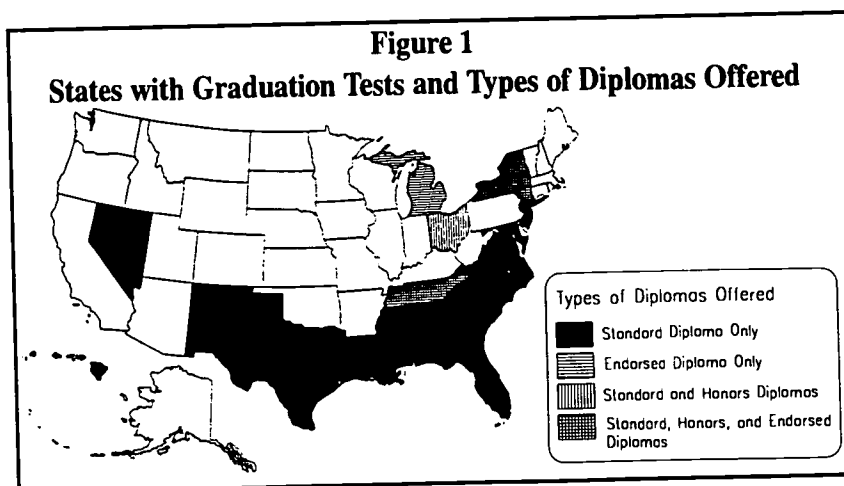 Figure 1
States with Graduation Tests and Types of Diplomas Offered
Types of Diplomas Offered
Standard Diploma Only
Endorsed Diploma Only
Standard and Honors Diplomas
Standard, Honors, and Endorsed
Diplomas